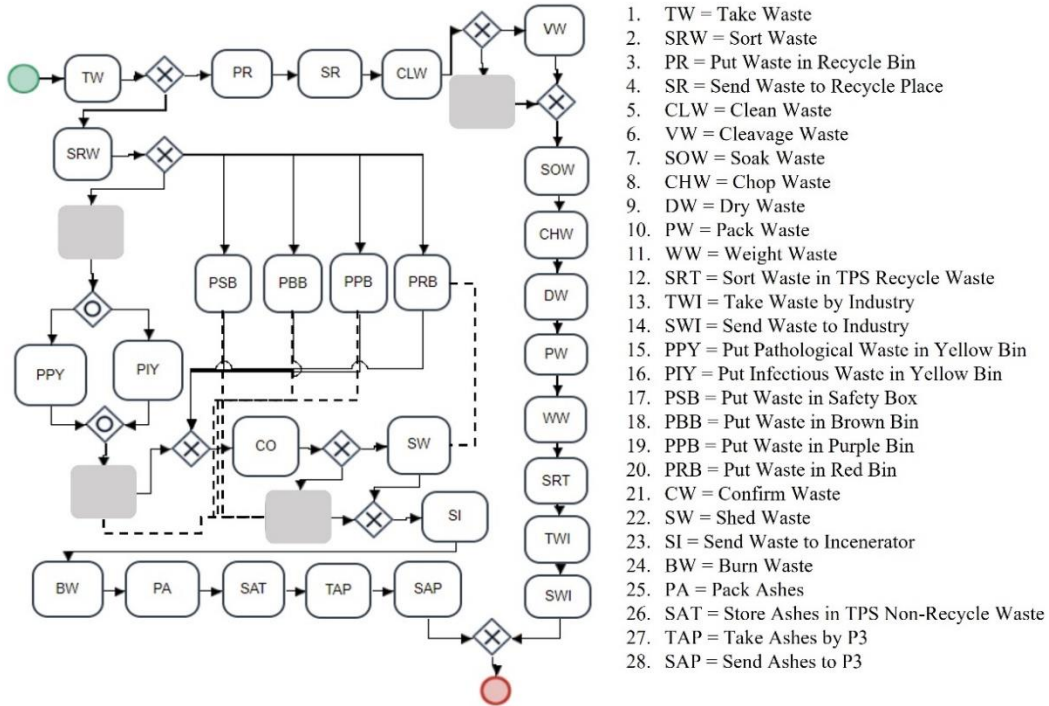 TW
PR
SR
CLW
VW
SRW
SOW
CHW
PSB
PBB
PPB
PRB
DW
PPY
PIY
PW
WW
CO
SW
SRT
SI
TWI
BW
PA
SAT
TAP
SAP
SWI
1. TW = Take Waste
2. SRW = Sort Waste
3. PR = Put Waste in Recycle Bin
4. SR = Send Waste to Recycle Place
5. CLW = Clean Waste
6. VW = Cleavage Waste
7. SOW = Soak Waste
8. CHW = Chop Waste
9. DW = Dry Waste
10. PW = Pack Waste
11. WW = Weight Waste
12. SRT = Sort Waste in TPS Recycle Waste
13. TWI = Take Waste by Industry
14. SWI = Send Waste to Industry
15. PPY = Put Pathological Waste in Yellow Bin
16. PIY = Put Infectious Waste in Yellow Bin
17. PSB = Put Waste in Safety Box
18. PBB = Put Waste in Brown Bin
19. PPB = Put Waste in Purple Bin
20. PRB = Put Waste in Red Bin
21. CW = Confirm Waste
22. SW = Shed Waste
23. SI = Send Waste to Incenerator
24. BW = Burn Waste
25. PA = Pack Ashes
26. SAT = Store Ashes in TPS Non-Recycle Waste
27. TAP = Take Ashes by P3
28. SAP = Send Ashes to P3